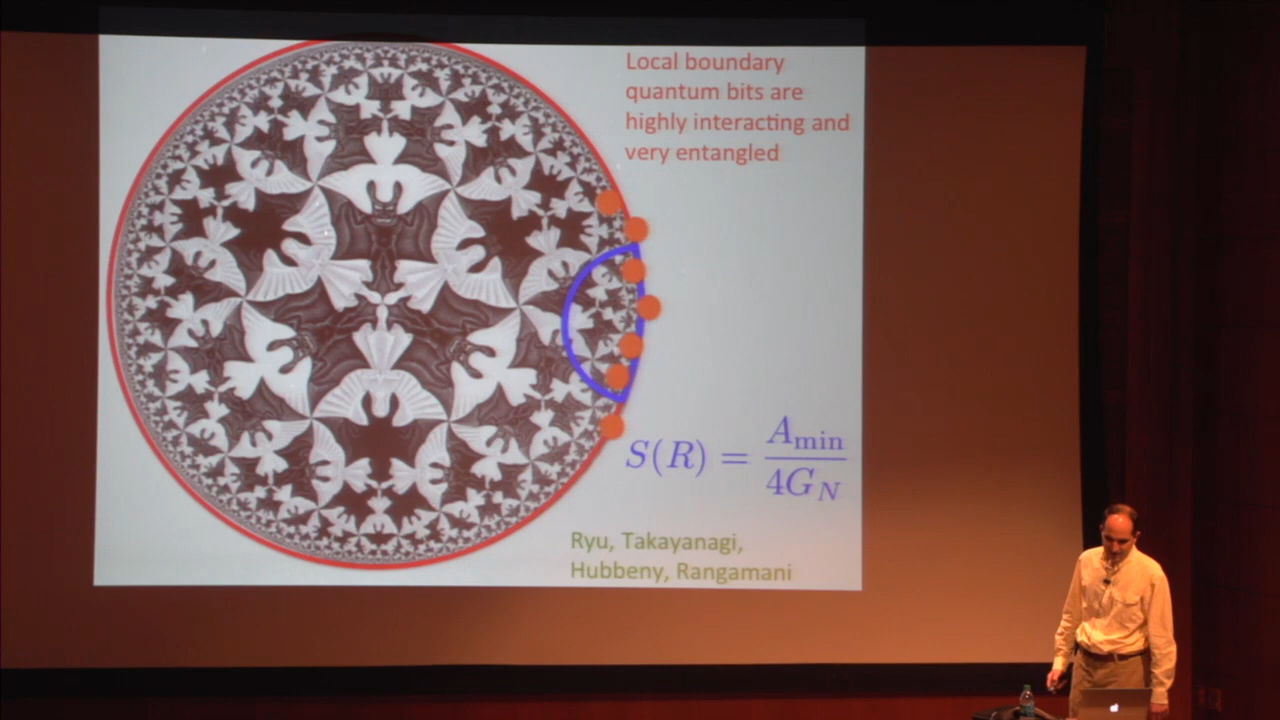 Local boundary
quantum bits are
highly interacting and
very entangled
S(R) = A_min / 4G_N
Ryu, Takayanagi,
Hubbeny, Rangamani